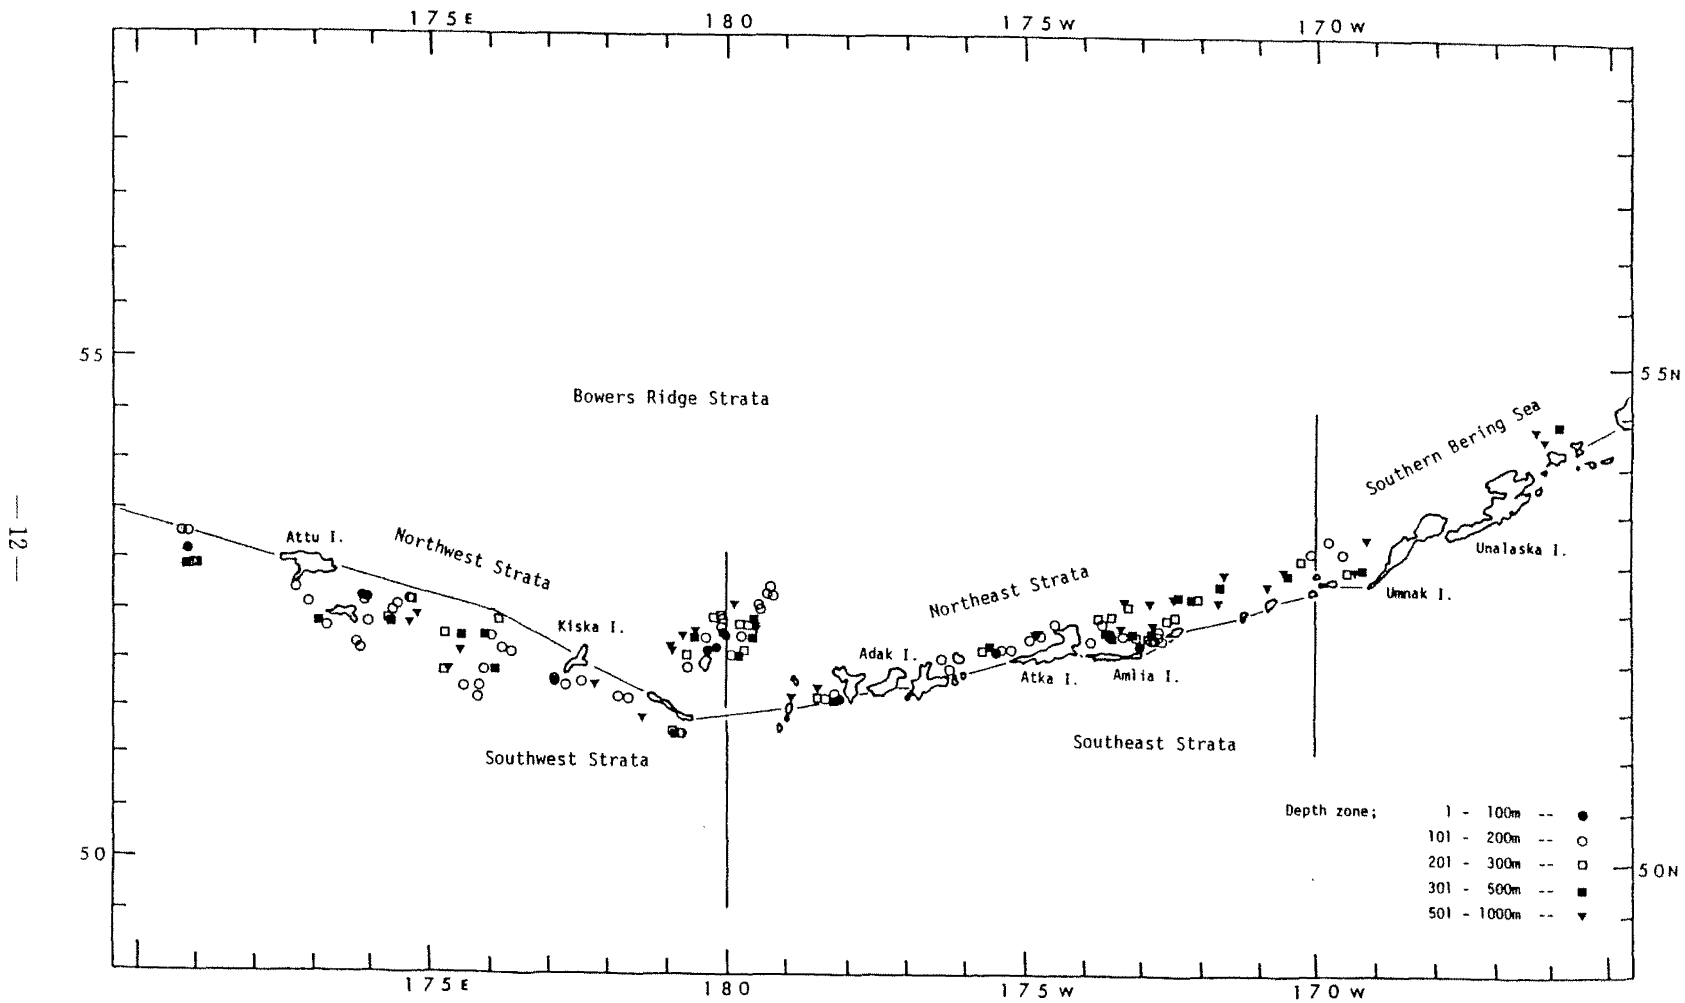 175E 180 175W 170W
55
55N
Bowers Ridge Strata
Southern Bering Sea
— 12 —
Attu I.
Northwest Strata
Unalaska I.
Northeast Strata
Umnak I.
Kiska I.
Adak I.
Atka I.
Amlia I.
Southwest Strata
Southeast Strata
Depth zone; 1 - 100m --
101 - 200m --
201 - 300m --
301 - 500m --
501 - 1000m --
50
50N
175E 180 175W 170W